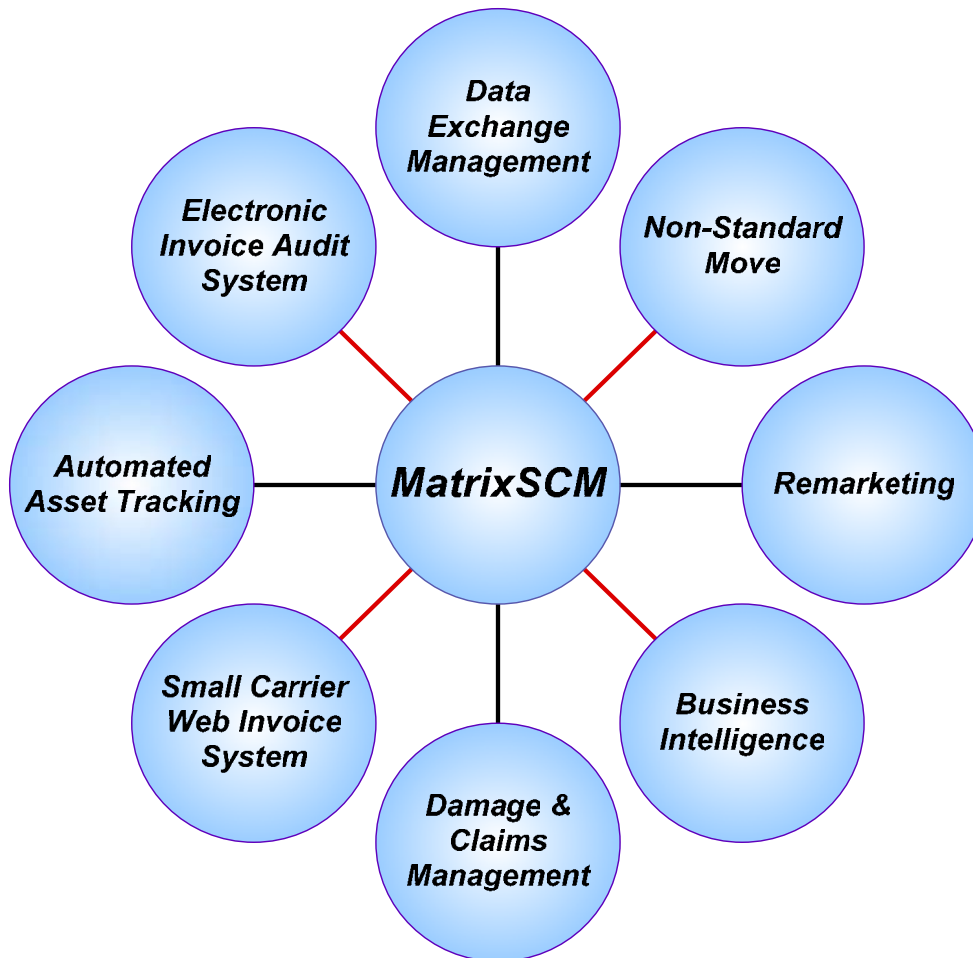 Data
Exchange
Management
Electronic
Invoice Audit
System
Non-Standard
Move
Automated
Asset Tracking
MatrixSCM
Remarketing
Small Carrier
Web Invoice
System
Business
Intelligence
Damage &
Claims
Management